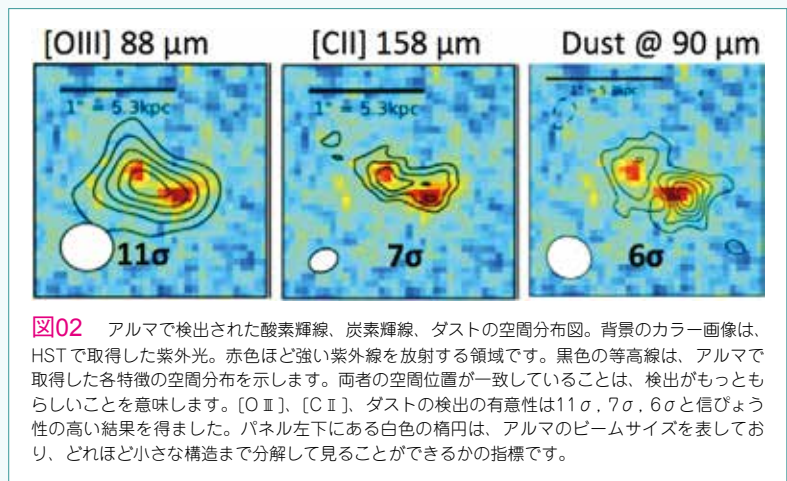 [OIII] 88 μm
[CII] 158 μm
Dust @ 90 μm
1" = 5.3kpc
1" = 5.3kpc
1" = 5.3kpc
11σ
7σ
6σ
図02 アルマで検出された酸素輝線、炭素輝線、ダストの空間分布図。背景のカラー画像は、
HSTで取得した紫外光。赤色ほど強い紫外線を放射する領域です。黒色の等高線は、アルマで
取得した各特徴の空間分布を示します。両者の空間位置が一致していることは、検出がもっとも
らしいことを意味します。[OⅢ]、[CⅡ]、ダストの検出の有意性は11σ, 7σ, 6σと信ぴょう
性の高い結果を得ました。パネル左下にある白色の楕円は、アルマのビームサイズを表してお
り、どれほど小さな構造まで分解して見ることができるかの指標です。